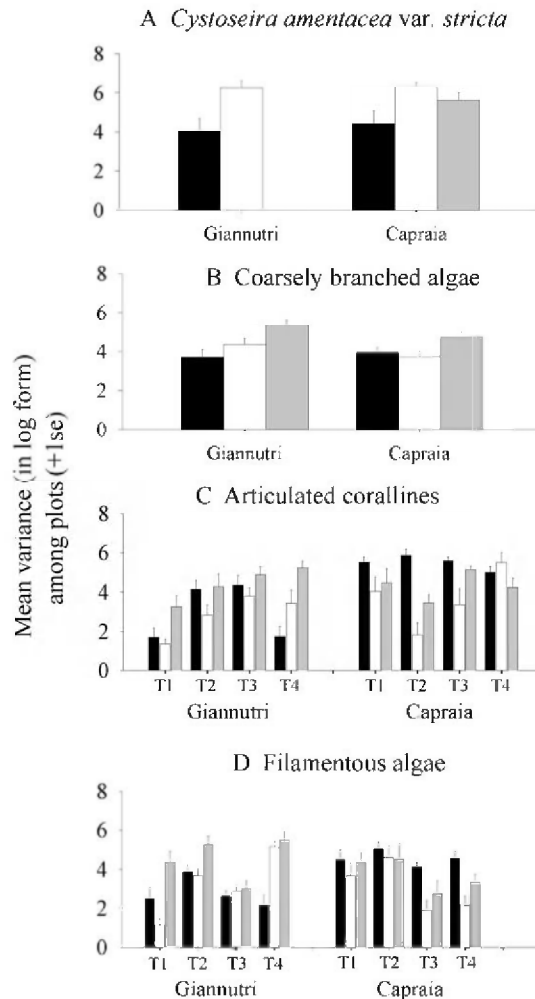 A Cystoseira amentacea var. stricta
8
6
4
2
0
Giannutri Capraia
B Coarsely branched algae
8
6
4
2
0
Giannutri Capraia
Mean variance (in log form)
among plots (+1se)
C Articulated corallines
8
6
4
2
0
T1 T2 T3 T4 T1 T2 T3 T4
Giannutri Capraia
D Filamentous algae
8
6
4
2
0
T1 T2 T3 T4 T1 T2 T3 T4
Giannutri Capraia